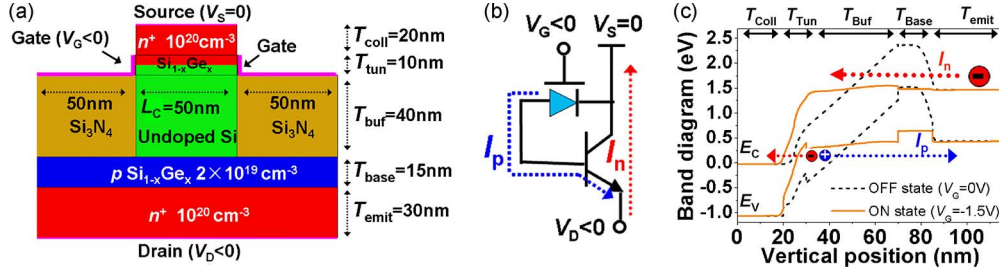 (a)
Source (V_S=0)
Gate (V_G<0)
n+ 10^20cm^-3
Gate
Si_1-xGe_x
50nm
Si3N4
L_C=50nm
Undoped Si
50nm
Si3N4
p Si_1-xGe_x 2×10^19 cm^-3
n+ 10^20cm^-3
Drain (V_D<0)
T_coll=20nm
T_tun=10nm
T_buf=40nm
T_base=15nm
T_emit=30nm
(b)
V_G<0
V_S=0
I_p
I_n
V_D<0
(c)
T_Coll T_Tun T_Buf T_Base T_emit
Band diagram (eV)
2.5
2.0
1.5
1.0
0.5
0.0
-0.5
-1.0
I_n
E_C
I_p
E_V
OFF state (V_G=0V)
ON state (V_G=-1.5V)
0 20 40 60 80 100
Vertical position (nm)